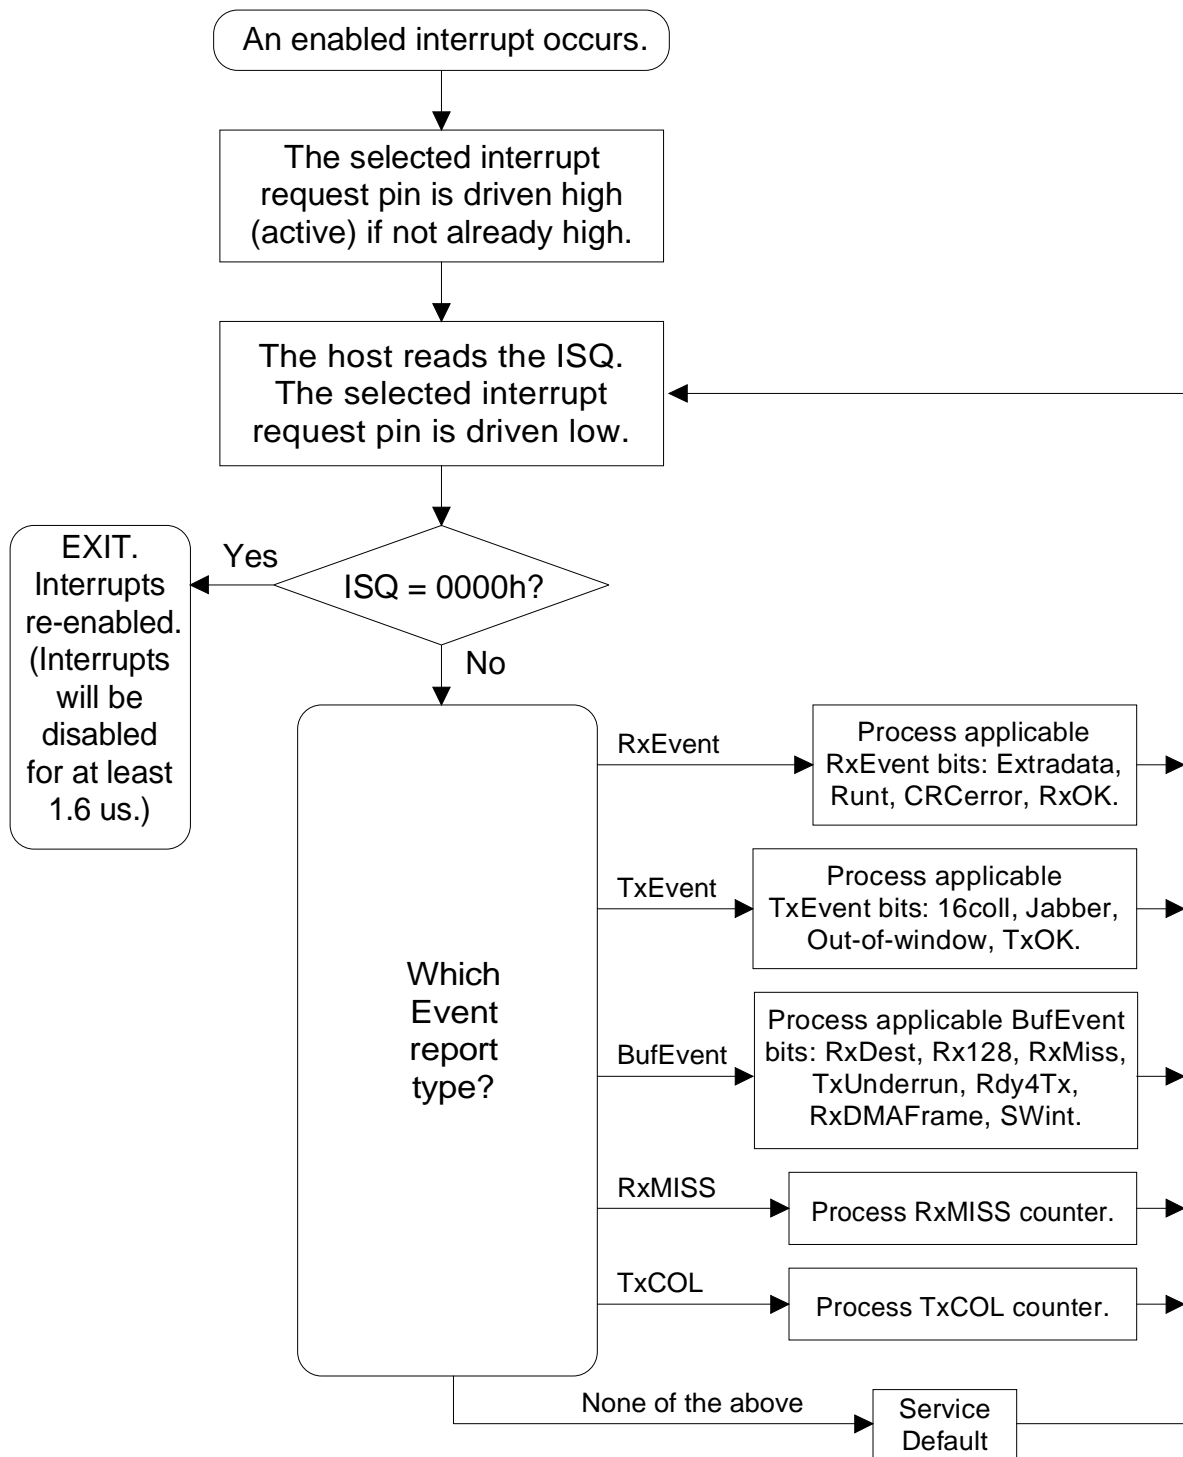 An enabled interrupt occurs.
The selected interrupt
request pin is driven high
(active) if not already high.
The host reads the ISQ.
The selected interrupt
request pin is driven low.
ISQ = 0000h?
Yes
EXIT.
Interrupts
re-enabled.
(Interrupts
will be
disabled
for at least
1.6 us.)
No
Which
Event
report
type?
RxEvent
Process applicable
RxEvent bits: Extradata,
Runt, CRCerror, RxOK.
TxEvent
Process applicable
TxEvent bits: 16coll, Jabber,
Out-of-window, TxOK.
BufEvent
Process applicable BufEvent
bits: RxDest, Rx128, RxMiss,
TxUnderrun, Rdy4Tx,
RxDMAFrame, SWint.
RxMISS
Process RxMISS counter.
TxCOL
Process TxCOL counter.
None of the above
Service
Default